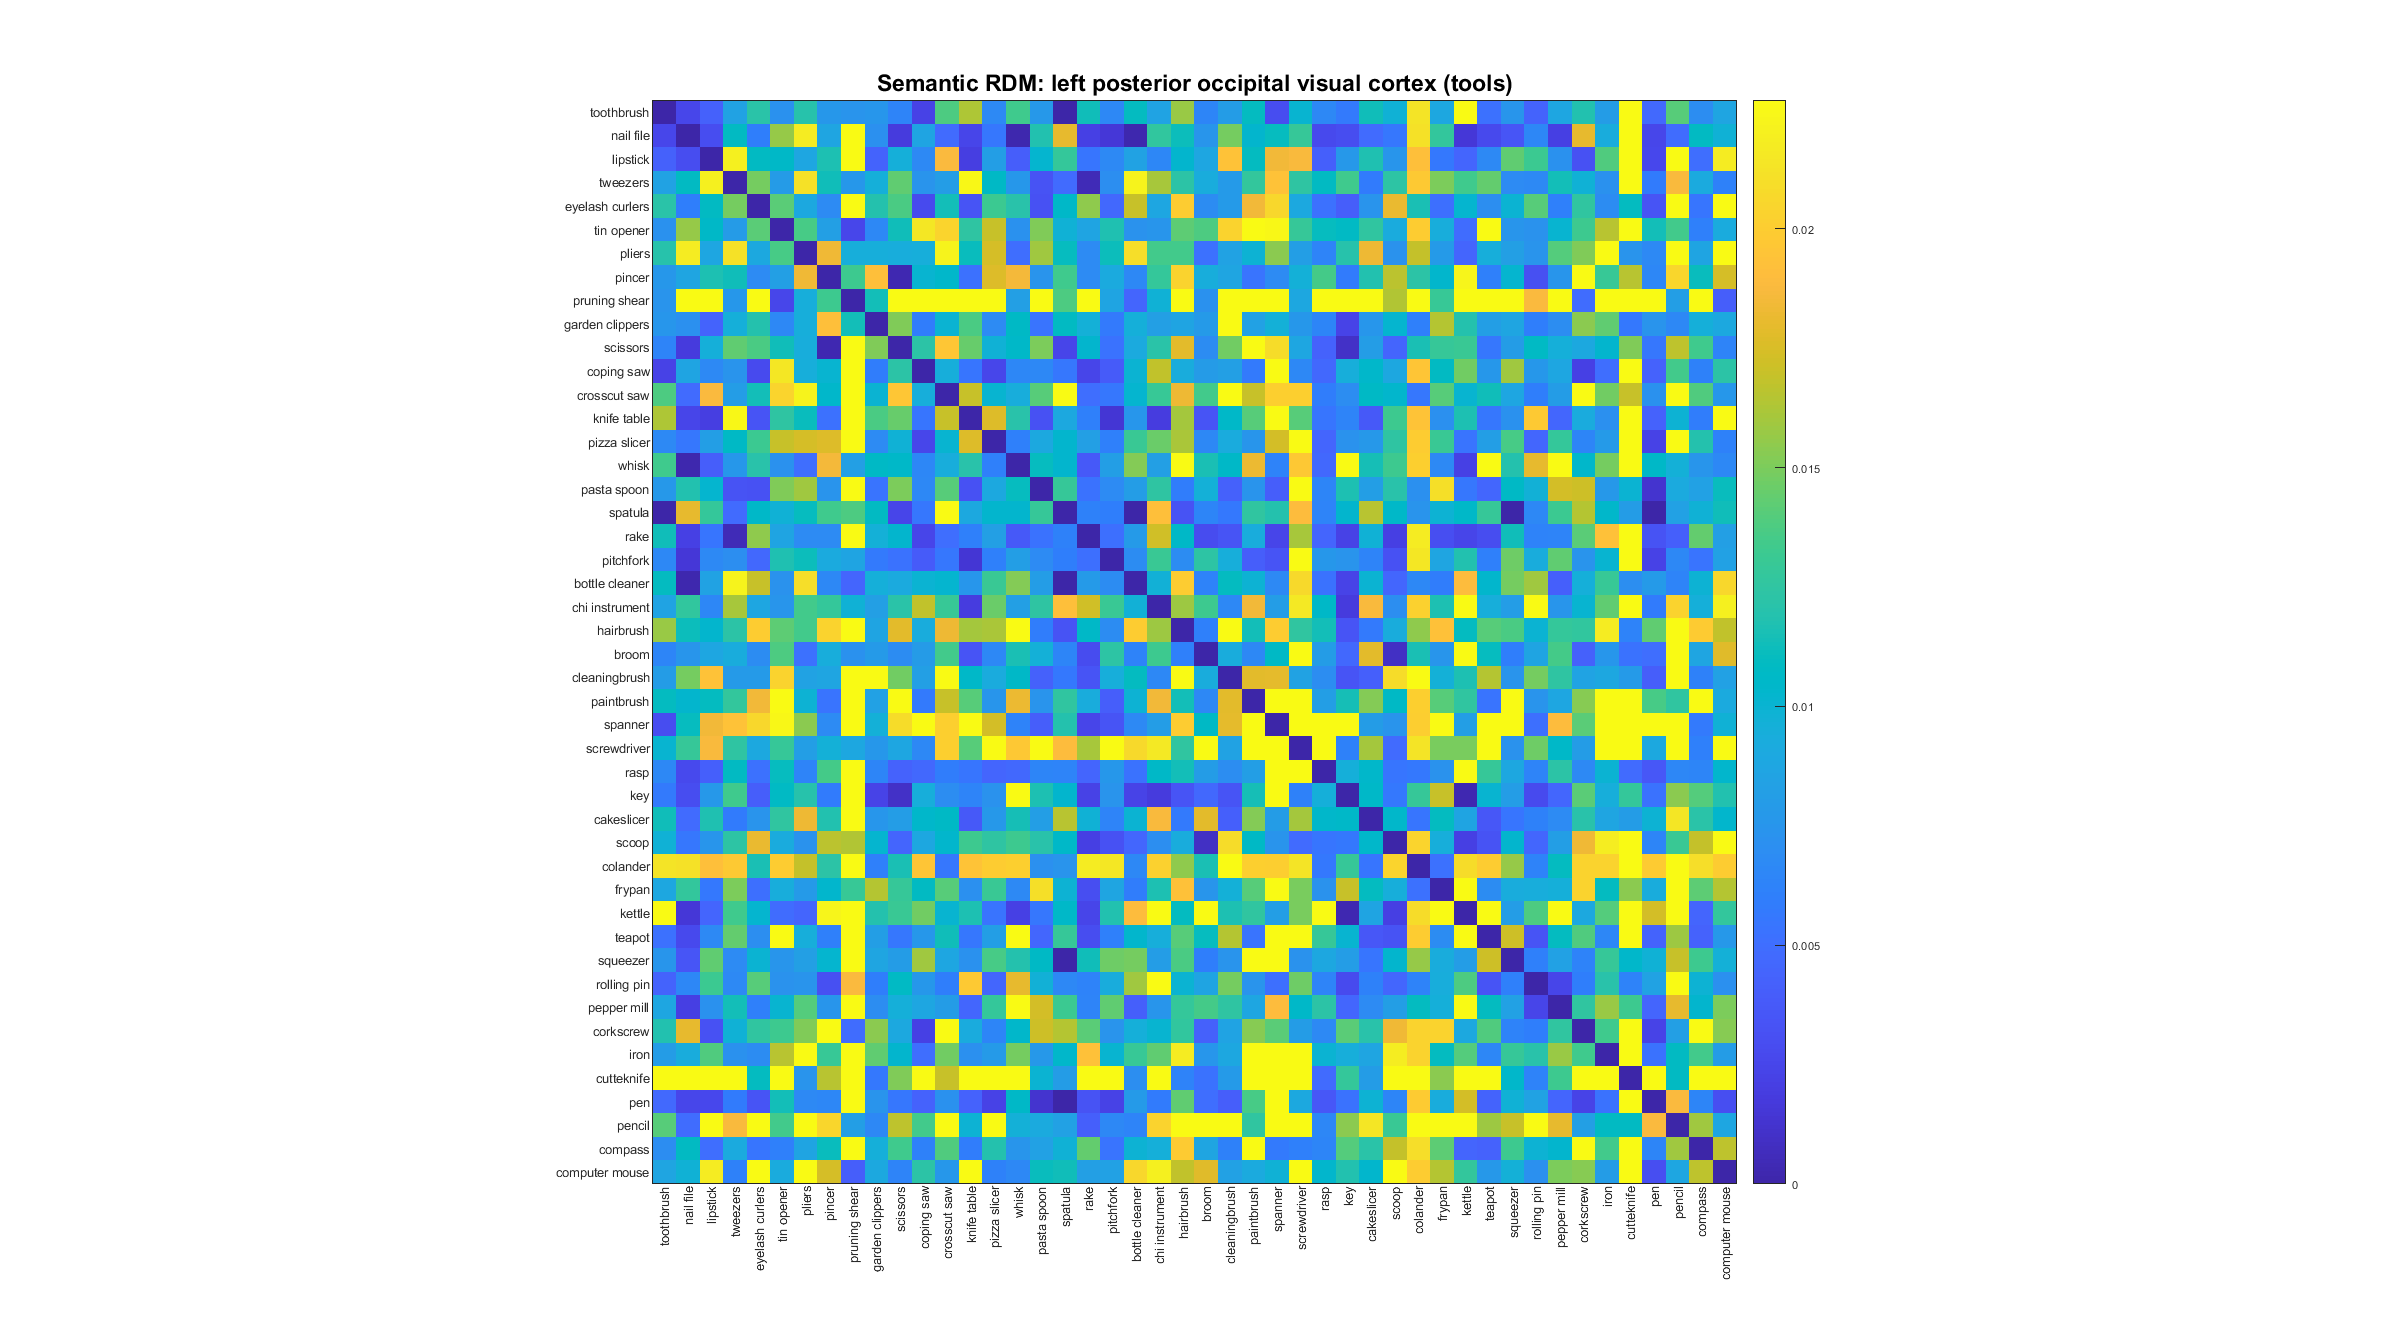 Semantic RDM: left posterior occipital visual cortex (tools)
toothbrush
nail file
lipstick
tweezers
eyelash curlers
tin opener
pliers
pincer
pruning shear
garden clippers
scissors
coping saw
crosscut saw
knife table
pizza slicer
whisk
pasta spoon
spatula
rake
pitchfork
bottle cleaner
chi instrument
hairbrush
broom
cleaningbrush
paintbrush
spanner
screwdriver
rasp
key
cakeslicer
scoop
colander
frypan
kettle
teapot
squeezer
rolling pin
pepper mill
corkscrew
iron
cutteknife
pen
pencil
compass
computer mouse
toothbrush
nail file
lipstick
tweezers
eyelash curlers
tin opener
pliers
pincer
pruning shear
garden clippers
scissors
coping saw
crosscut saw
knife table
pizza slicer
whisk
pasta spoon
spatula
rake
pitchfork
bottle cleaner
chi instrument
hairbrush
broom
cleaningbrush
paintbrush
spanner
screwdriver
rasp
key
cakeslicer
scoop
colander
frypan
kettle
teapot
squeezer
rolling pin
pepper mill
corkscrew
iron
cutteknife
pen
pencil
compass
computer mouse
0.02
0.015
0.01
0.005
0